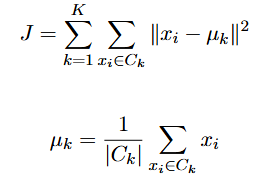 J = \sum_{k=1}^{K} \sum_{x_i \in C_k} \|x_i - \mu_k\|^2
\mu_k = \frac{1}{|C_k|} \sum_{x_i \in C_k} x_i